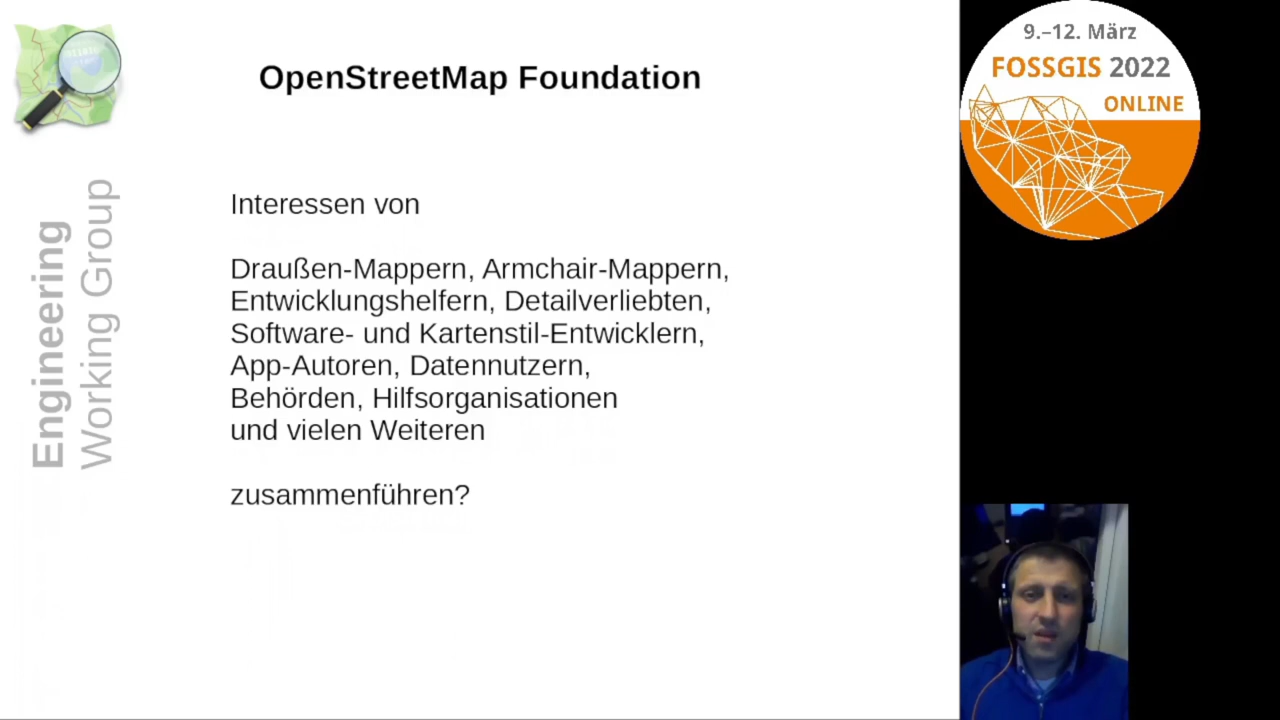 OpenStreetMap Foundation
Engineering
Working Group
Interessen von
Draußen-Mappern, Armchair-Mappern,
Entwicklungshelfern, Detailverliebten,
Software- und Kartenstil-Entwicklern,
App-Autoren, Datennutzern,
Behörden, Hilfsorganisationen
und vielen Weiteren
zusammenführen?
9.–12. März
FOSSGIS 2022
ONLINE